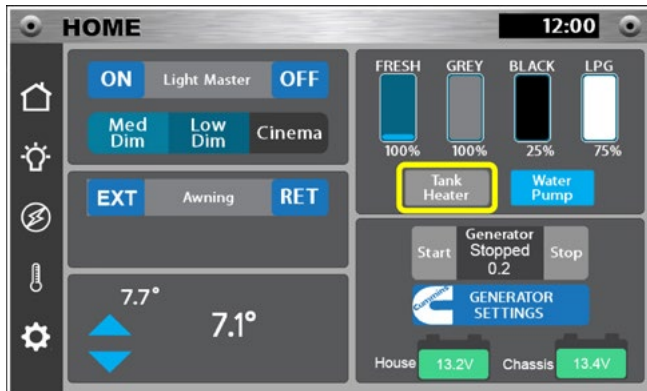 HOME
12:00
ON Light Master OFF
Med Dim
Low Dim
Cinema
EXT Awning RET
7.7°
7.1°
FRESH GREY BLACK LPG
100% 100% 25% 75%
Tank
Heater
Water
Pump
Generator
Start Stopped Stop
0.2
cummins
GENERATOR
SETTINGS
House 13.2V Chassis 13.4V